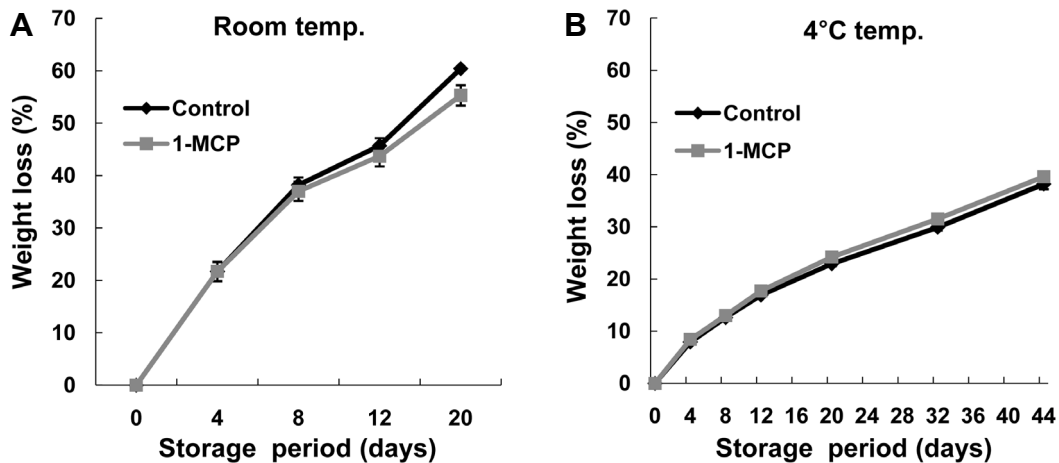 A
Room temp.
70
60
50
40
30
20
10
0
Weight loss (%)
Control
1-MCP
0 4 8 12 20
Storage period (days)
B
4°C temp.
70
60
50
40
30
20
10
0
Weight loss (%)
Control
1-MCP
0 4 8 12 16 20 24 28 32 36 40 44
Storage period (days)